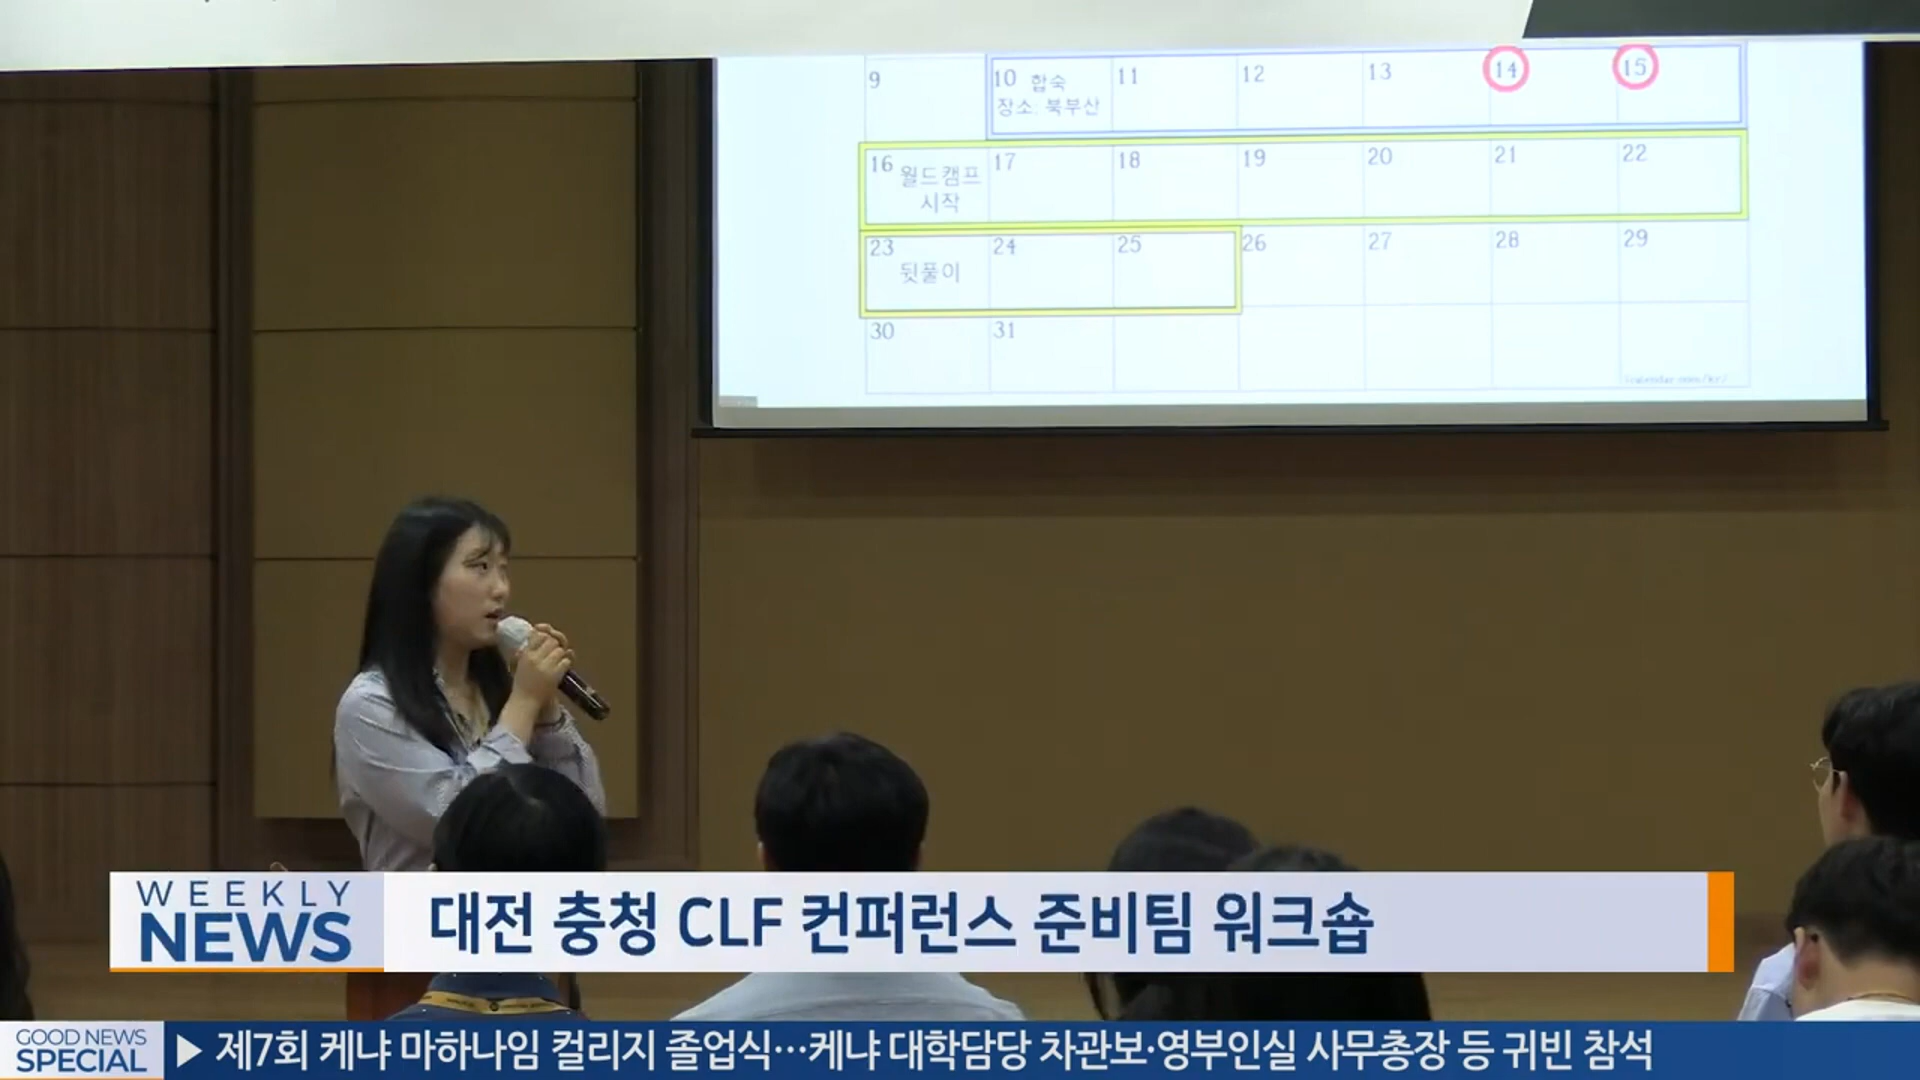 9 10 합숙 11 12 13 14 15
장소: 북부산
16 월드캠프 17 18 19 20 21 22
시작
23 24 25 26 27 28 29
뒷풀이
30 31
WEEKLY
NEWS
대전 충청 CLF 컨퍼런스 준비팀 워크숍
GOOD NEWS
SPECIAL
▶ 제7회 케냐 마하나임 컬리지 졸업식…케냐 대학담당 차관보·영부인실 사무총장 등 귀빈 참석